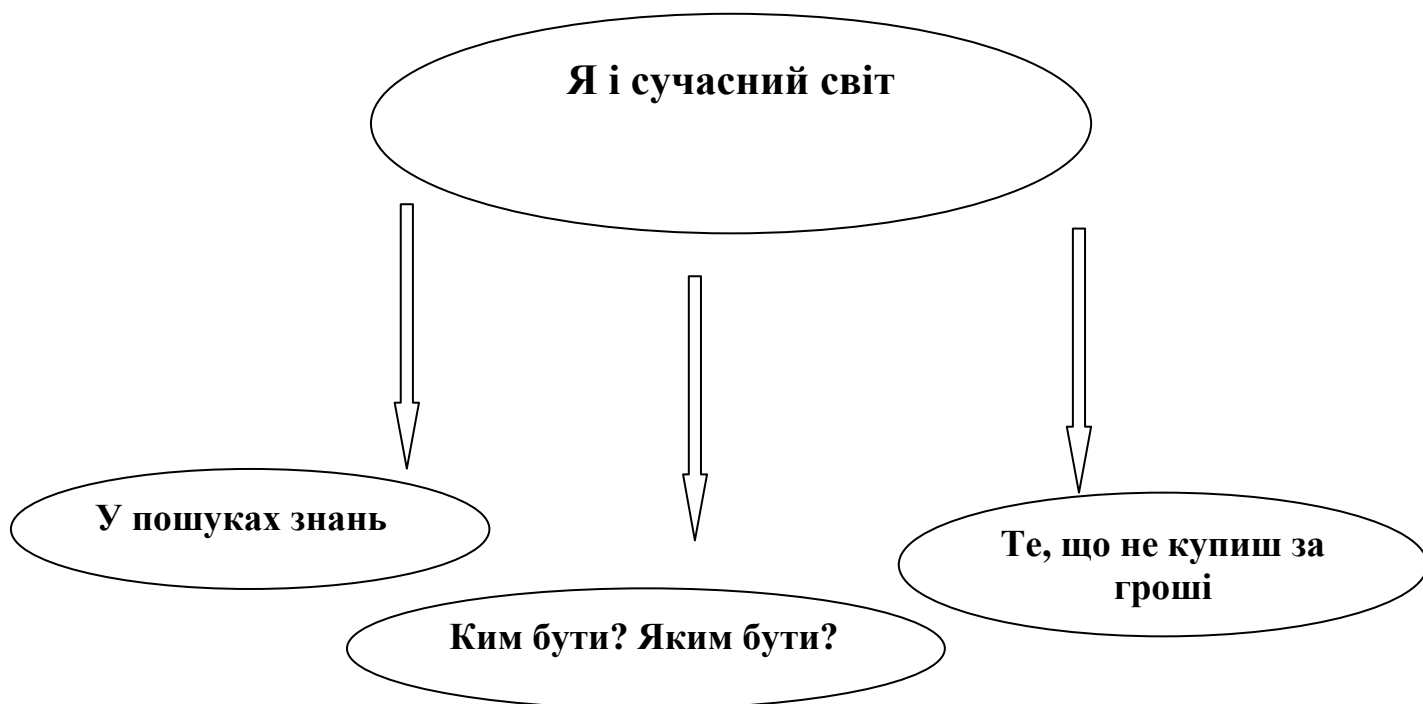 Я і сучасний світ
У пошуках знань
Ким бути? Яким бути?
Те, що не купиш за
гроші